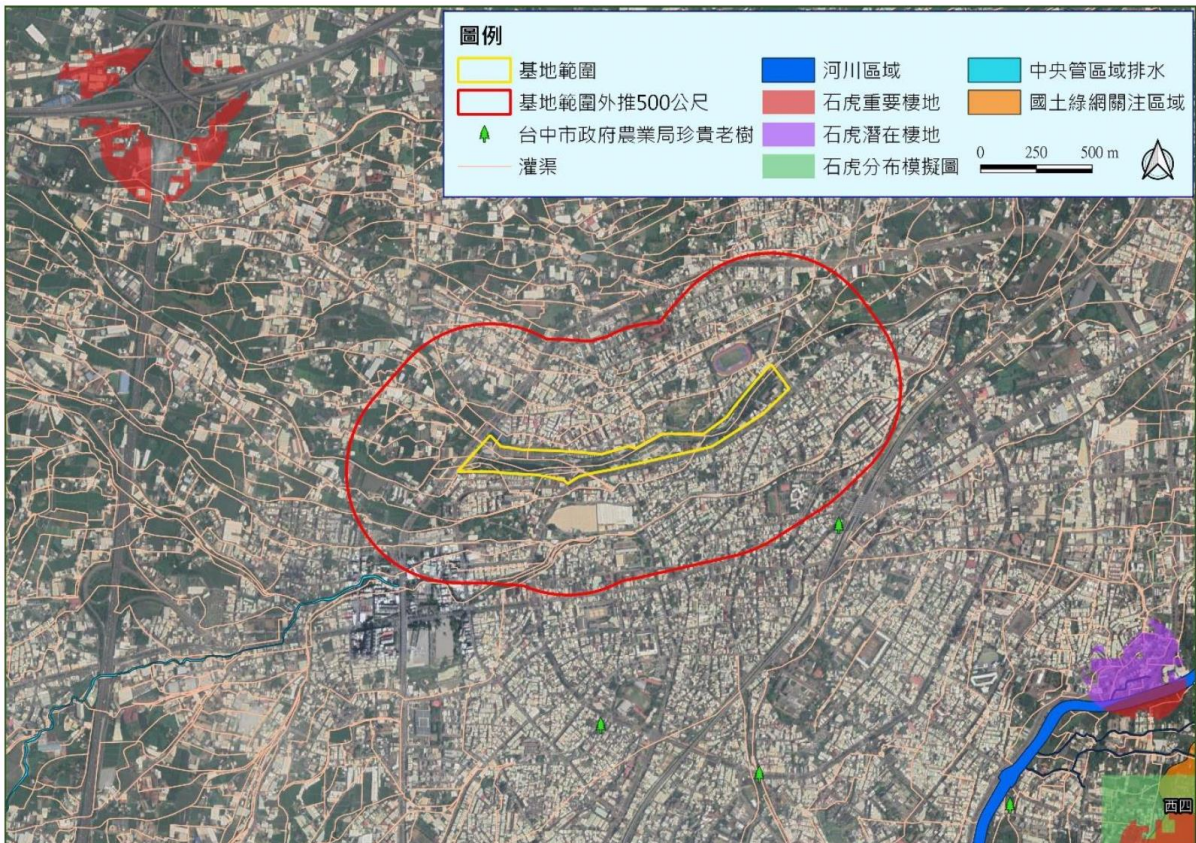 圖例
基地範圍
河川區域
中央管區域排水
基地範圍外推500公尺
石虎重要棲地
國土綠網關注區域
台中市政府農業局珍貴老樹
石虎潛在棲地
灌渠
石虎分布模擬圖
0 250 500 m
西四